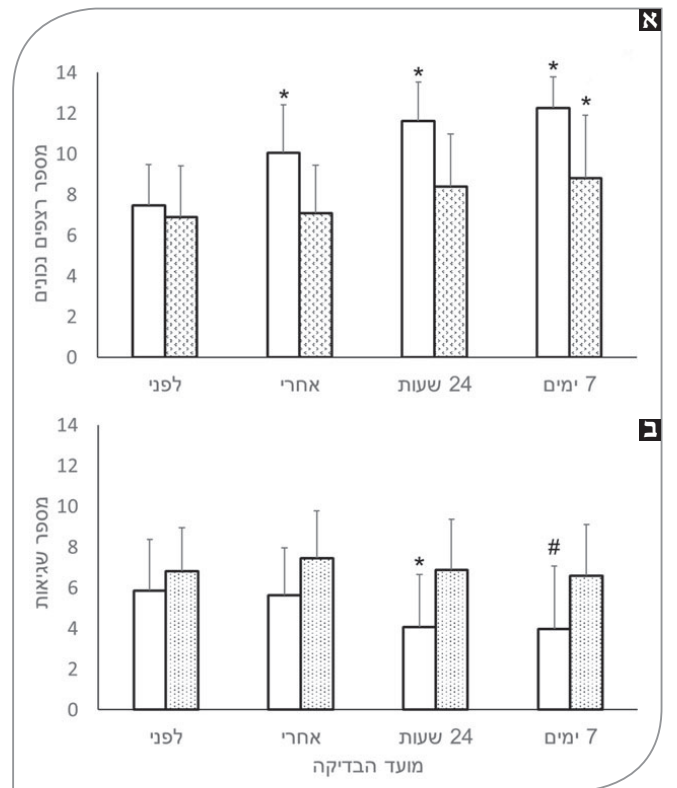 א
מספר רצפים נכונים
14
12
10
8
6
4
2
0
* * * *
לפני אחרי 24 שעות 7 ימים
ב
מספר שגיאות
14
12
10
8
6
4
2
0
* #
לפני אחרי 24 שעות 7 ימים
מועד הבדיקה